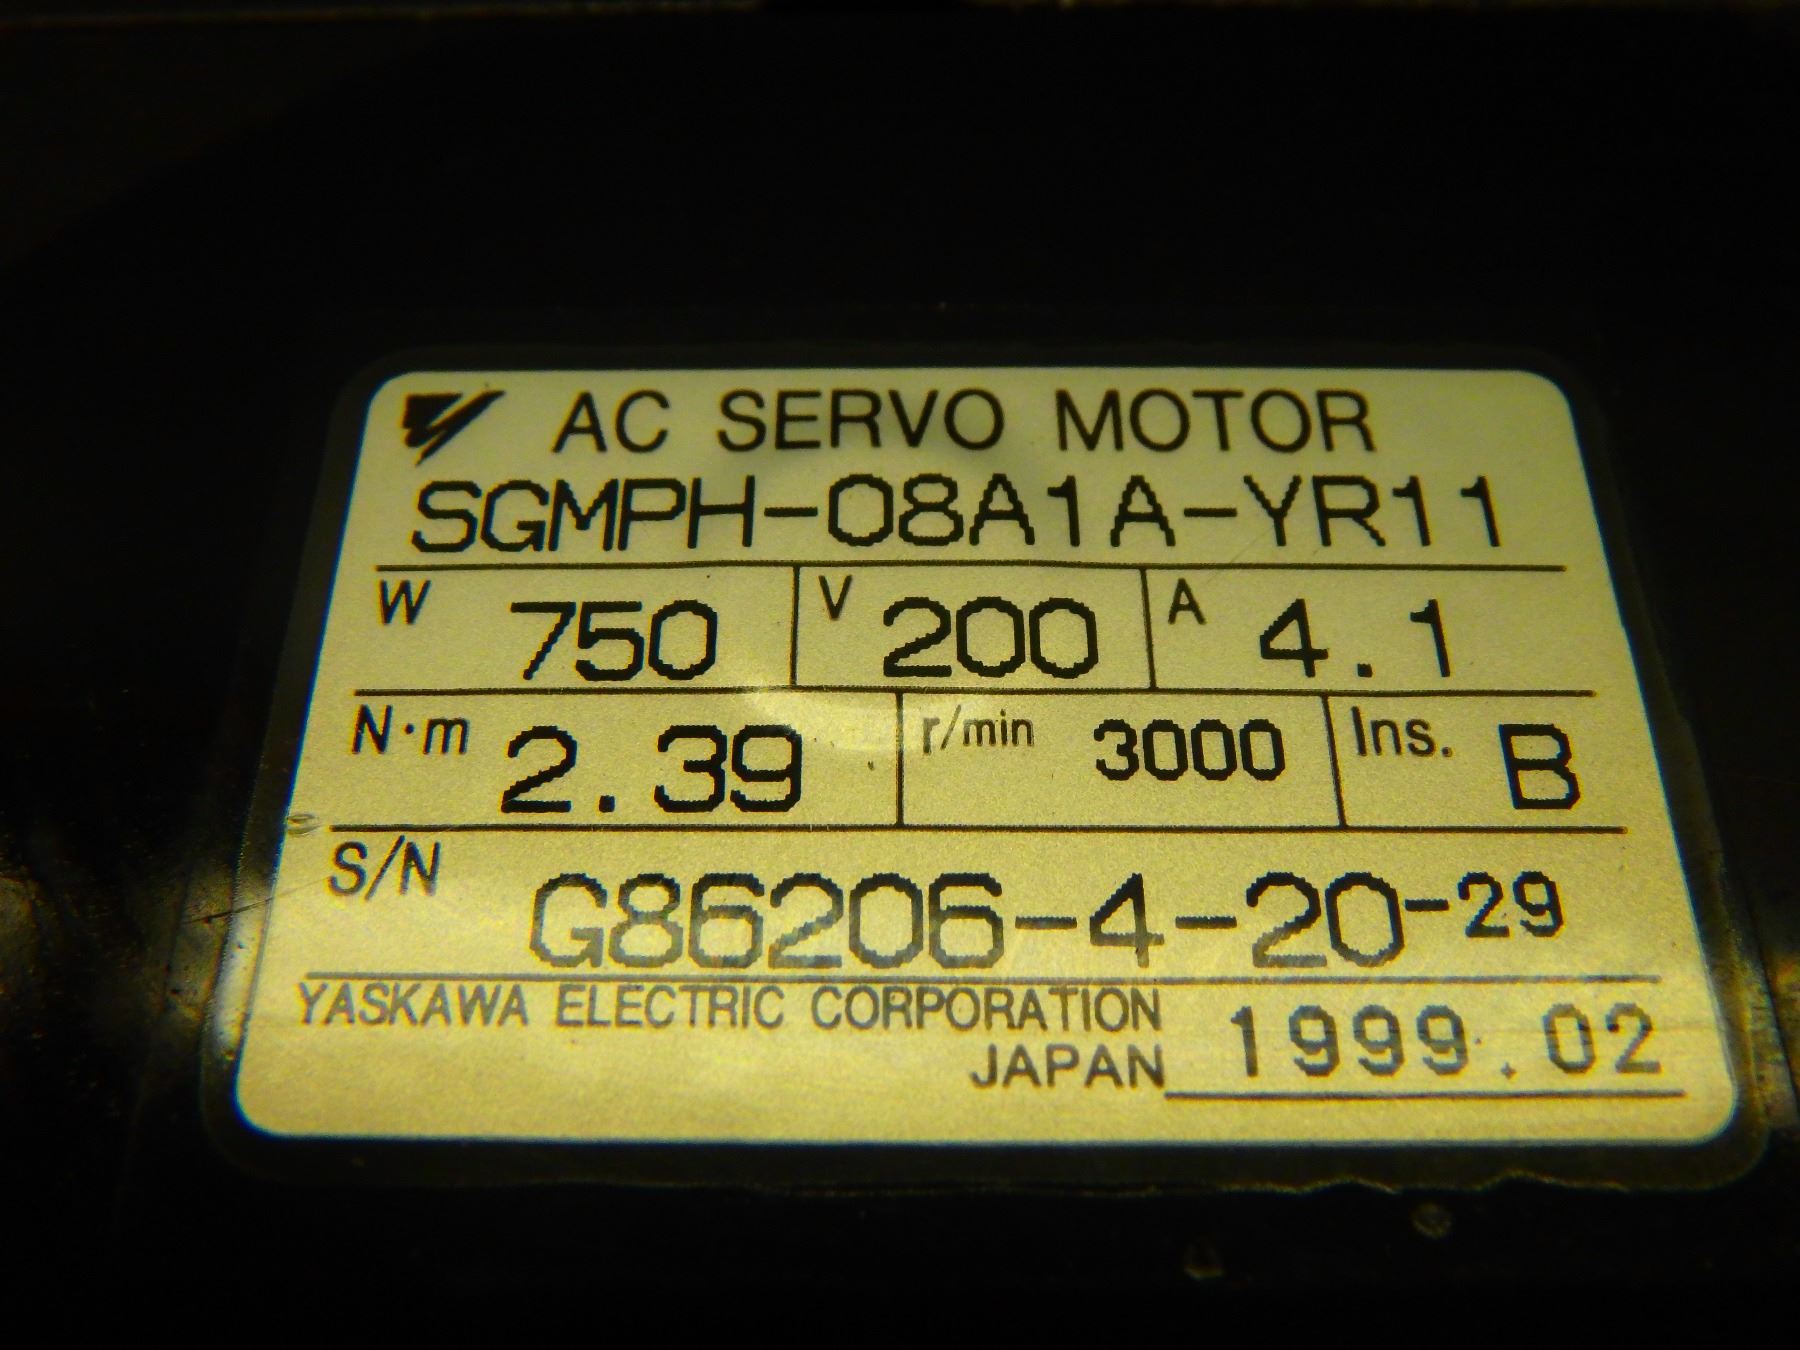 AC SERVO MOTOR
SGMPH-08A1A-YR11
W 750 V 200 A 4.1
N·m 2.39 r/min 3000 Ins. B
S/N G86206-4-20-29
YASKAWA ELECTRIC CORPORATION
JAPAN 1999.02